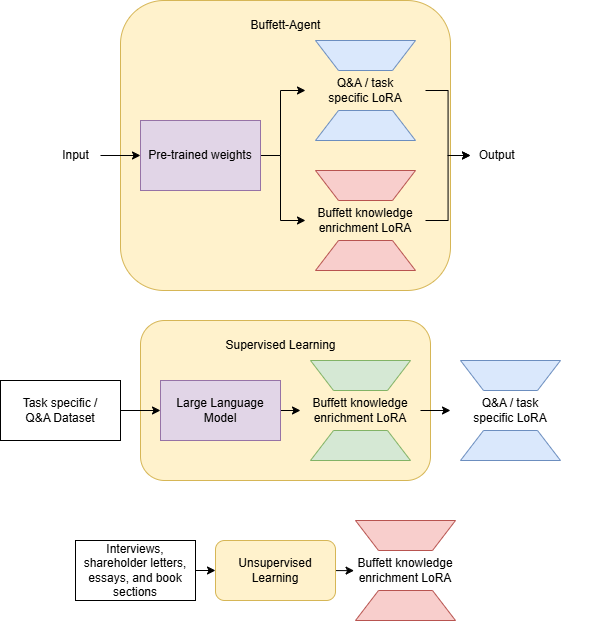 Buffett-Agent
Q&A / task
specific LoRA
Input
Pre-trained weights
Output
Buffett knowledge
enrichment LoRA
Supervised Learning
Task specific /
Q&A Dataset
Large Language
Model
Buffett knowledge
enrichment LoRA
Q&A / task
specific LoRA
Interviews,
shareholder letters,
essays, and book
sections
Unsupervised
Learning
Buffett knowledge
enrichment LoRA